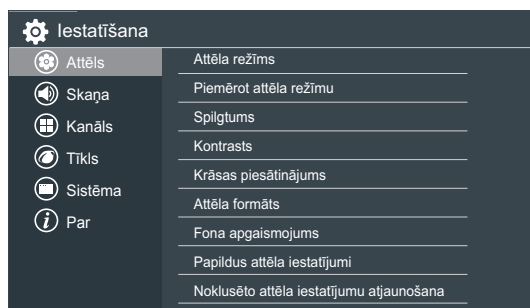 Iestatīšana
Attēls
Skaņa
Kanāls
Tīkls
Sistēma
Par
Attēla režīms
Piemērot attēla režīmu
Spilgtums
Kontrasts
Krāsas piesātinājums
Attēla formāts
Fona apgaismojums
Papildus attēla iestatījumi
Noklusēto attēla iestatījumu atjaunošana